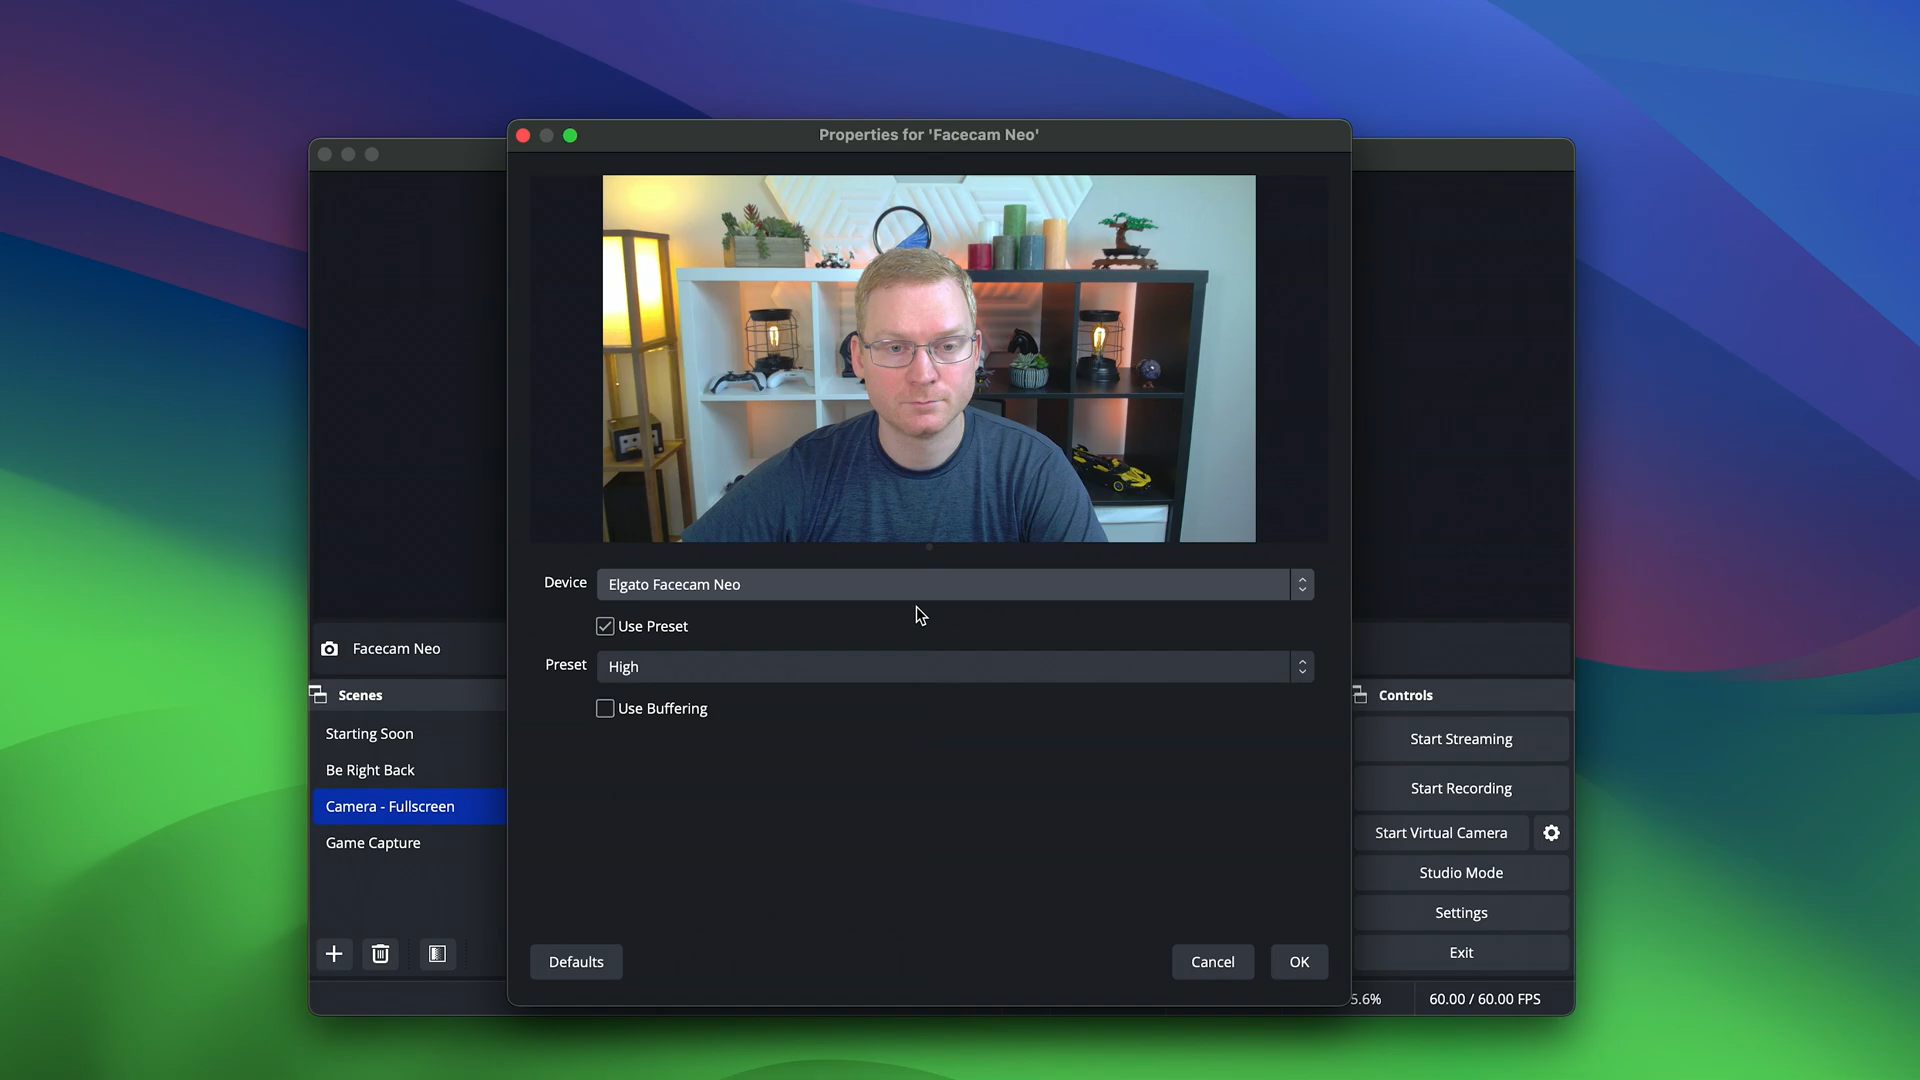 Properties for 'Facecam Neo'
Device
Elgato Facecam Neo
Use Preset
Preset
High
Use Buffering
Defaults
Cancel
OK
Facecam Neo
Scenes
Starting Soon
Be Right Back
Camera - Fullscreen
Game Capture
Controls
Start Streaming
Start Recording
Start Virtual Camera
Studio Mode
Settings
Exit
5.6%
60.00 / 60.00 FPS